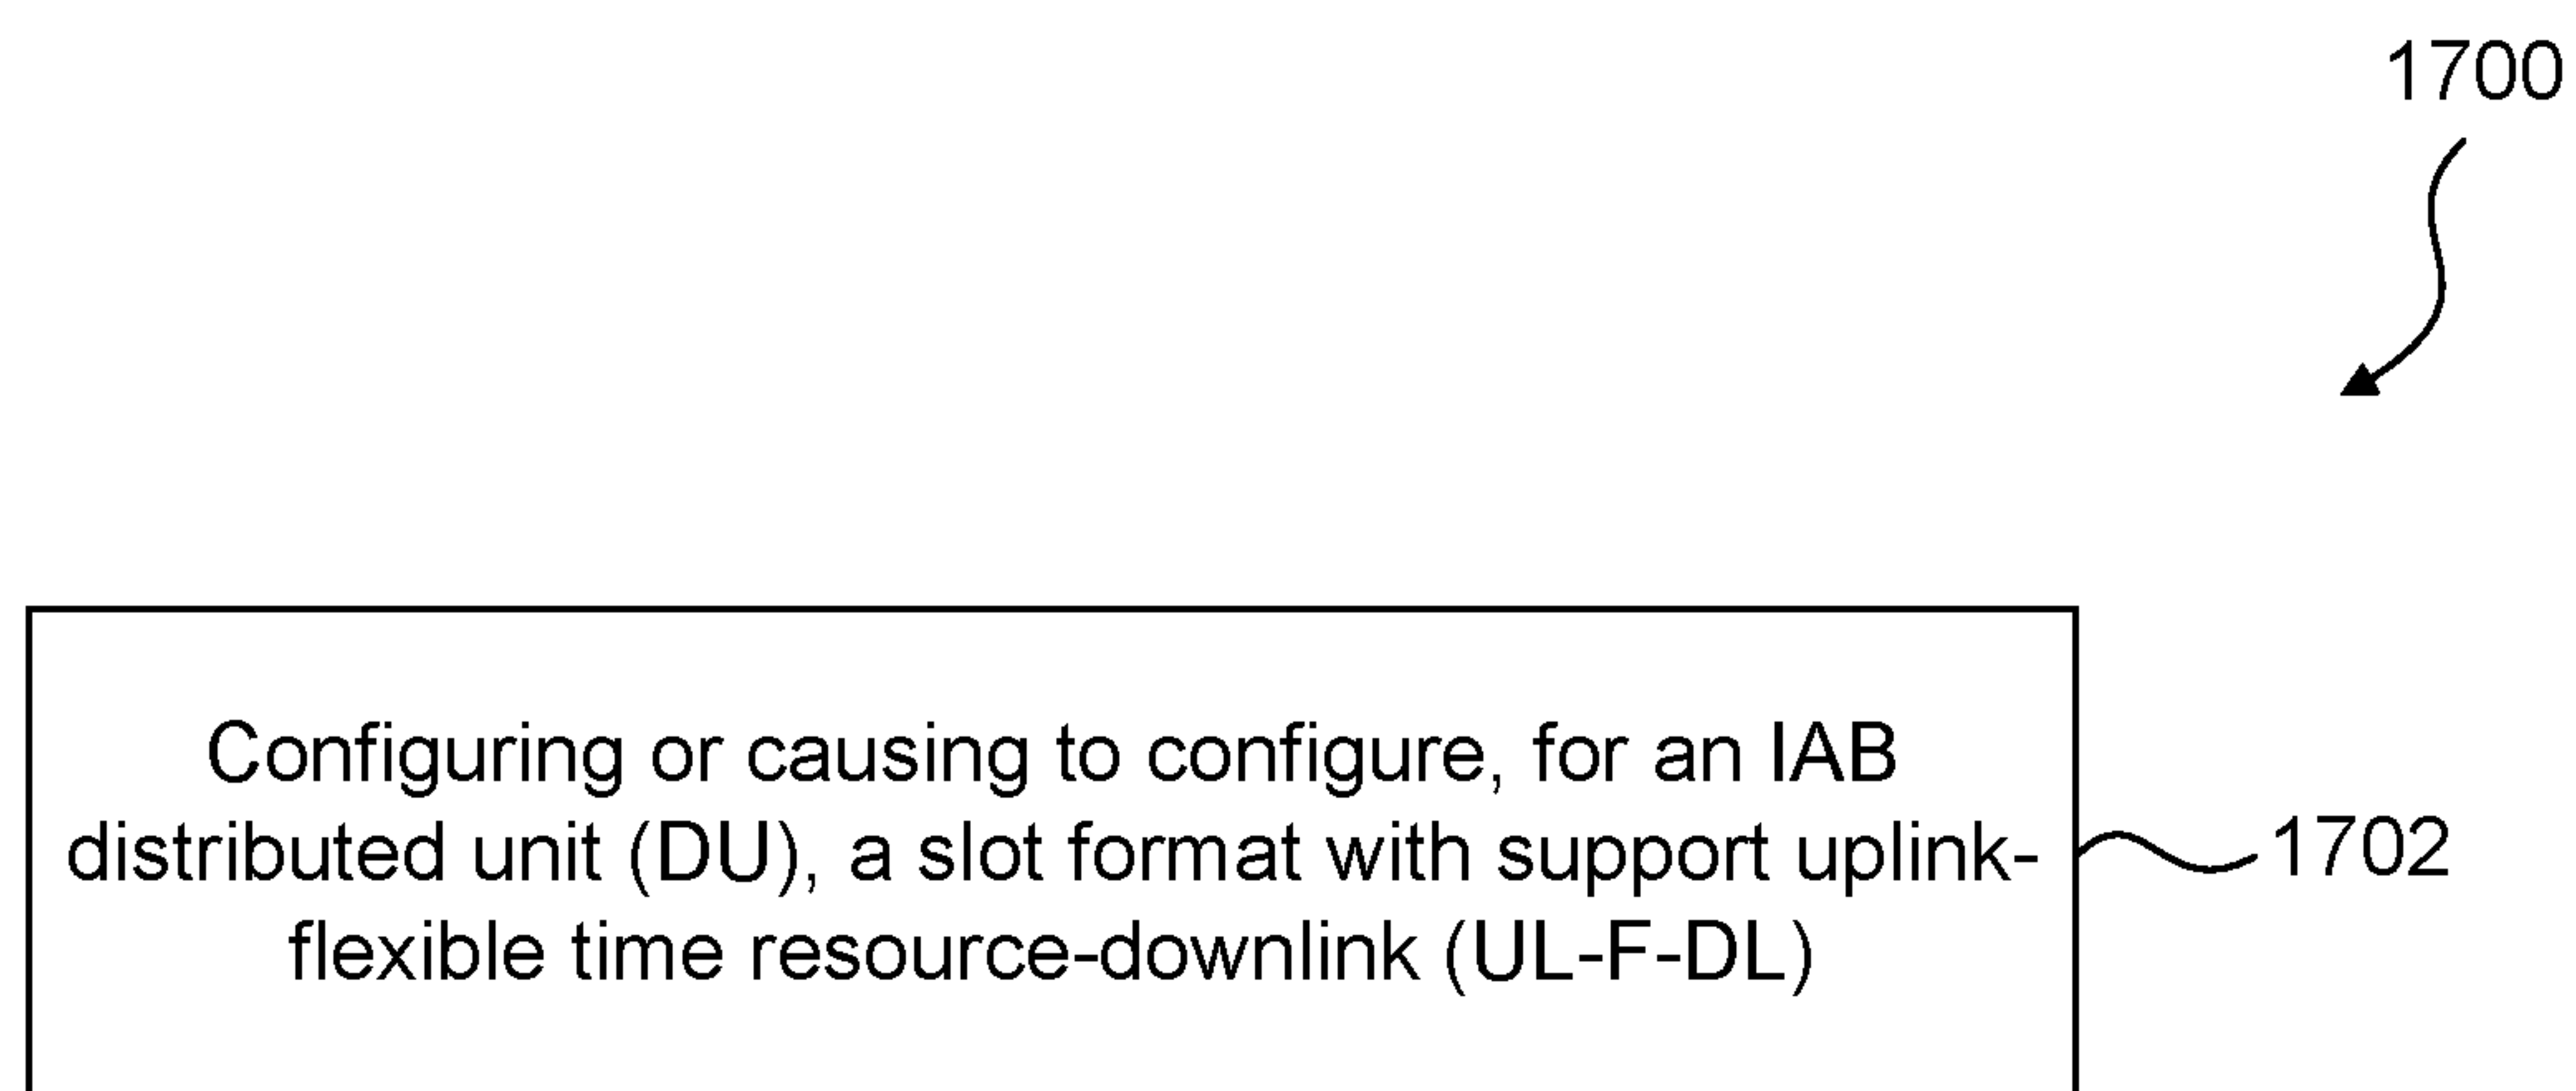 1700
Configuring or causing to configure, for an IAB
distributed unit (DU), a slot format with support uplink-
flexible time resource-downlink (UL-F-DL)
1702